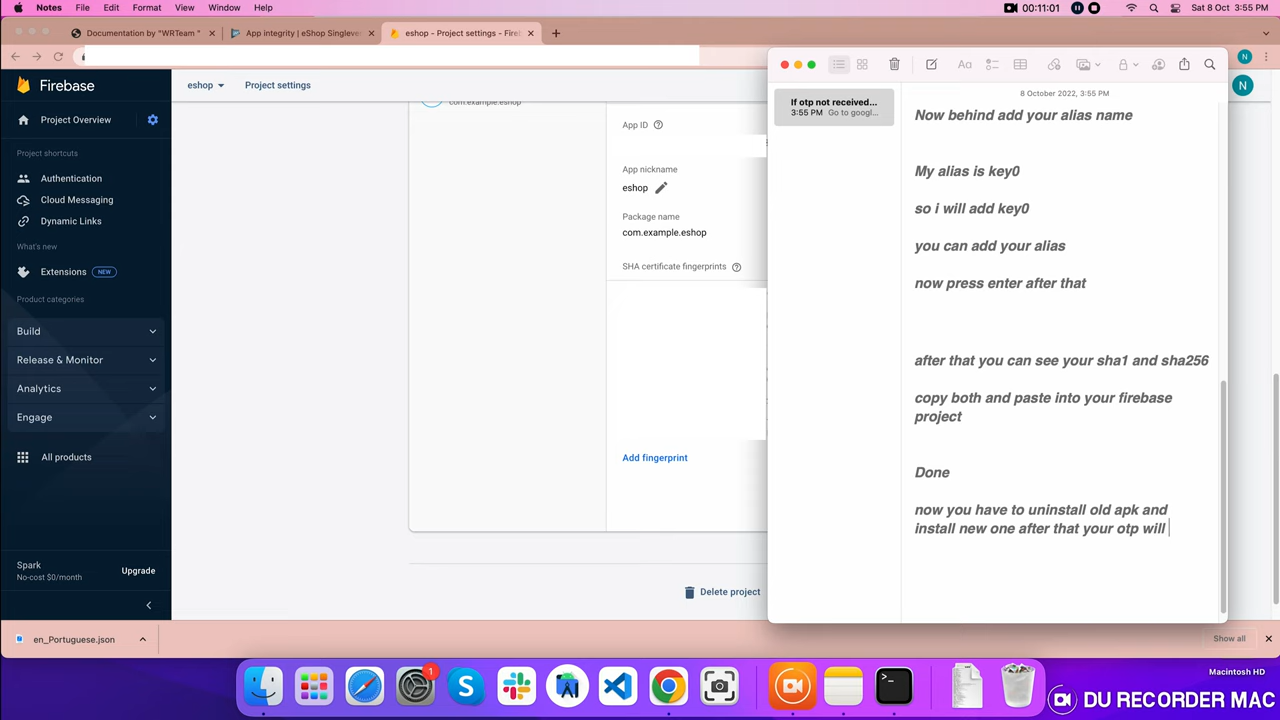 Notes File Edit Format View Window Help
00:11:01
Sat 8 Oct 3:55 PM
Documentation by "WRTeam "
App integrity | eShop Singleve
eshop - Project settings - Fire
N
Firebase
eshop
Project settings
N
Project Overview
Project shortcuts
Authentication
Cloud Messaging
Dynamic Links
What's new
Extensions NEW
Product categories
Build
Release & Monitor
Analytics
Engage
All products
Spark
No-cost $0/month
Upgrade
com.example.eshop
App ID
App nickname
eshop
Package name
com.example.eshop
SHA certificate fingerprints
Add fingerprint
Delete project
Aa
If otp not received...
3:55 PM Go to googl...
8 October 2022, 3:55 PM
Now behind add your alias name
My alias is key0
so i will add key0
you can add your alias
now press enter after that
after that you can see your sha1 and sha256
copy both and paste into your firebase
project
Done
now you have to uninstall old apk and
install new one after that your otp will
en_Portuguese.json
Show all
1
Macintosh HD
DU RECORDER MAC